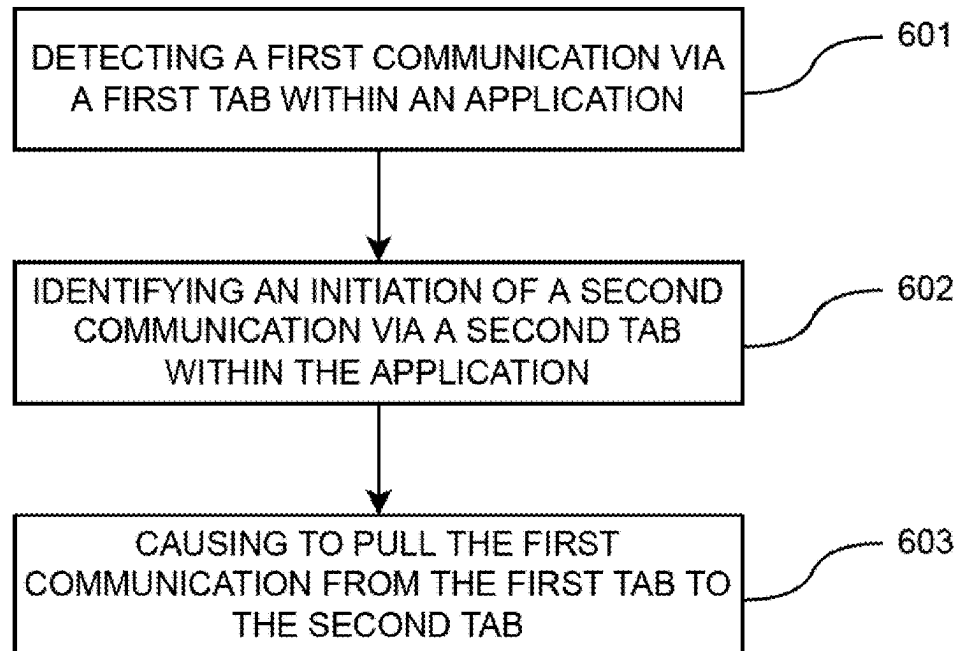 DETECTING A FIRST COMMUNICATION VIA
A FIRST TAB WITHIN AN APPLICATION
601
IDENTIFYING AN INITIATION OF A SECOND
COMMUNICATION VIA A SECOND TAB
WITHIN THE APPLICATION
602
CAUSING TO PULL THE FIRST
COMMUNICATION FROM THE FIRST TAB TO
THE SECOND TAB
603